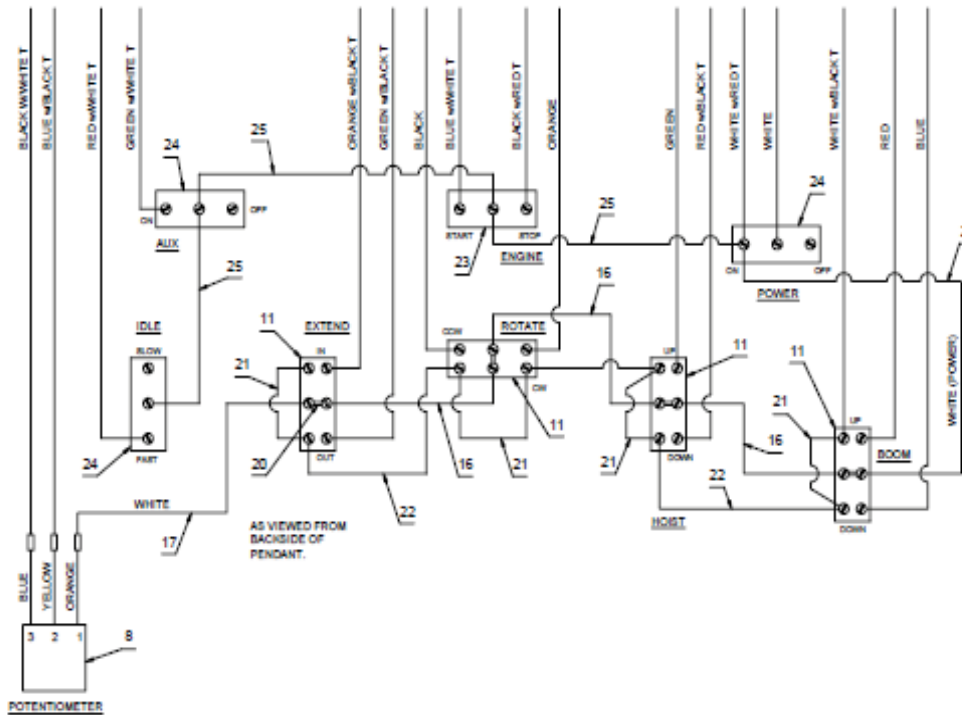 BLACK W/WHITE T
BLUE w/BLACK T
RED w/WHITE T
GREEN w/WHITE T
ORANGE w/BLACK T
GREEN w/BLACK T
BLACK
BLUE w/WHITE T
BLACK w/RED T
ORANGE
GREEN
RED w/BLACK T
WHITE w/RED T
WHITE
WHITE w/BLACK T
RED
BLUE
24
25
ON
OFF
AUX
START
STOP
23
ENGINE
25
24
ON
OFF
POWER
25
16
IDLE
SLOW
FAST
24
11
EXTEND
IN
OUT
21
20
22
CCW
ROTATE
CW
11
16
21
UP
11
DOWN
21
HOIST
16
22
11
21
UP
BOOM
DOWN
WHITE (POWER)
WHITE
17
AS VIEWED FROM
BACKSIDE OF
PENDANT.
BLUE
YELLOW
ORANGE
3 2 1
8
POTENTIOMETER